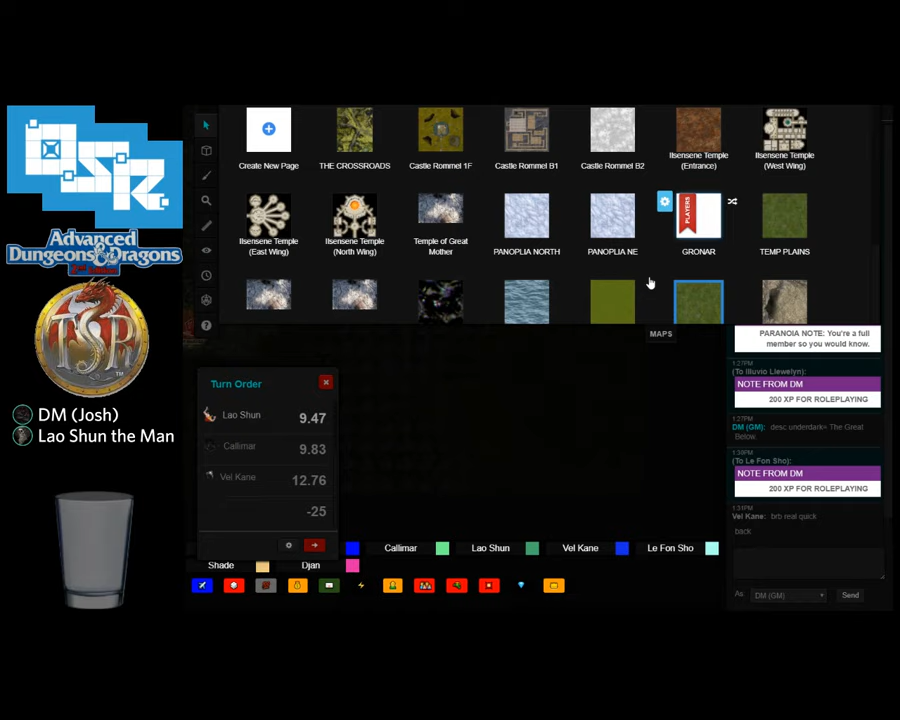 OSR
Advanced
Dungeons & Dragons
2nd Edition
TSR
™
DM (Josh)
Lao Shun the Man
Create New Page
THE CROSSROADS
Castle Rommel 1F
Castle Rommel B1
Castle Rommel B2
Ilsensene Temple
(Entrance)
Ilsensene Temple
(West Wing)
Ilsensene Temple
(East Wing)
Ilsensene Temple
(North Wing)
Temple of Great
Mother
PANOPLIA NORTH
PANOPLIA NE
PLAYERS
GRONAR
TEMP PLAINS
MAPS
Turn Order
Lao Shun 9.47
Callimar 9.83
Vel Kane 12.76
-25
Callimar
Lao Shun
Vel Kane
Le Fon Sho
Shade
Djan
PARANOIA NOTE: You're a full
member so you would know.
1:27PM
(To Illuvio Llewelyn):
NOTE FROM DM
200 XP FOR ROLEPLAYING
1:27PM
DM (GM): desc underdark= The Great
Below.
1:30PM
(To Le Fon Sho):
NOTE FROM DM
200 XP FOR ROLEPLAYING
1:31PM
Vel Kane: brb real quick
back
As DM (GM) Send